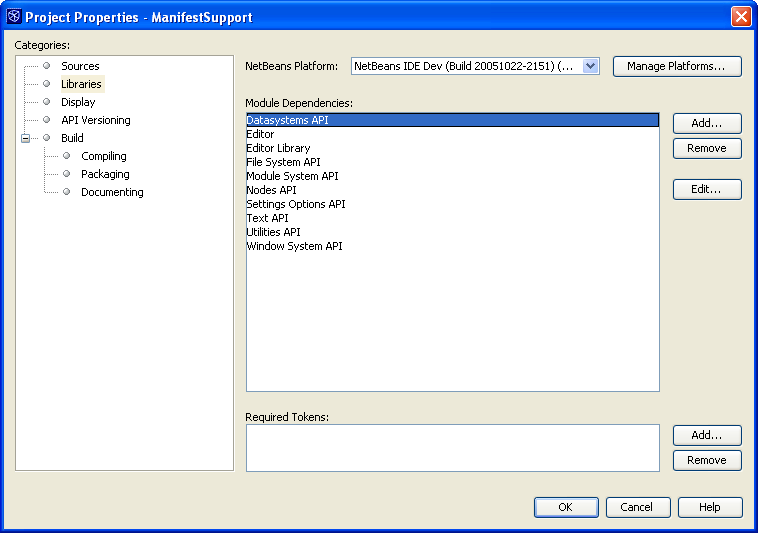 Project Properties - ManifestSupport
Categories:
Sources
Libraries
Display
API Versioning
Build
Compiling
Packaging
Documenting
NetBeans Platform: NetBeans IDE Dev (Build 20051022-2151) (... Manage Platforms...
Module Dependencies:
Datasystems API
Editor
Editor Library
File System API
Module System API
Nodes API
Settings Options API
Text API
Utilities API
Window System API
Add...
Remove
Edit...
Required Tokens:
Add...
Remove
OK Cancel Help